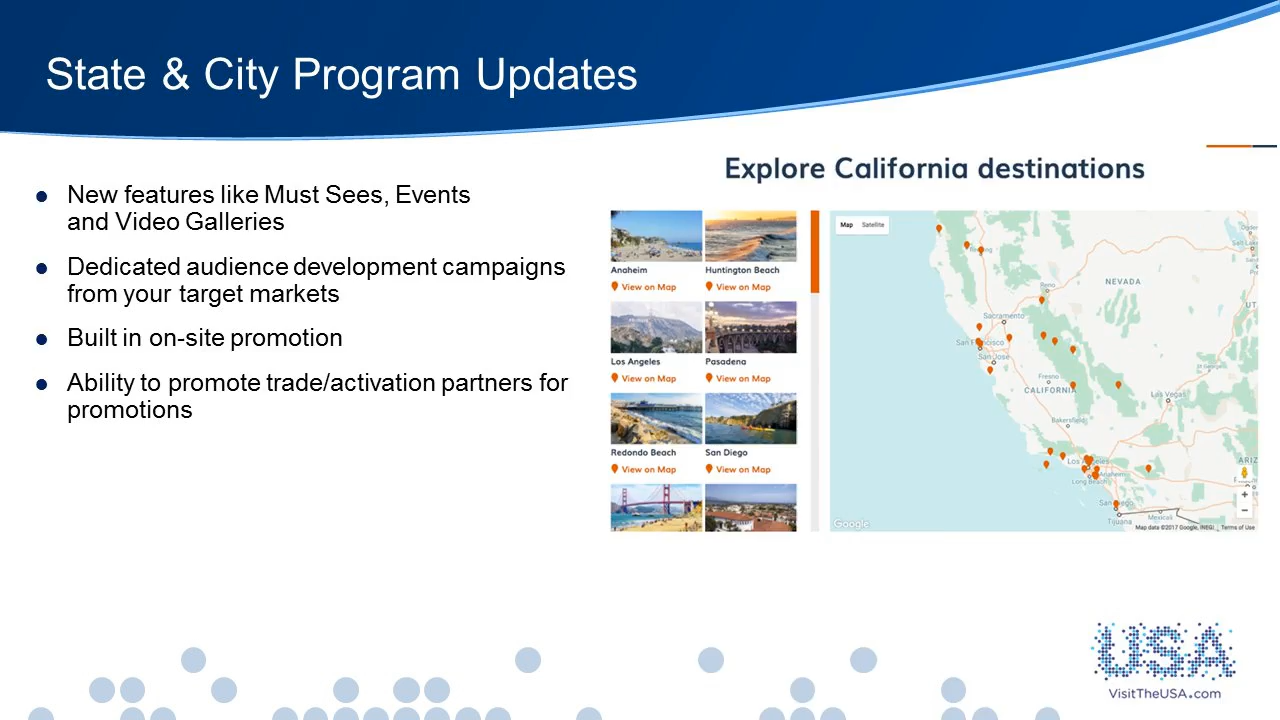 State & City Program Updates
● New features like Must Sees, Events
and Video Galleries
● Dedicated audience development campaigns
from your target markets
● Built in on-site promotion
● Ability to promote trade/activation partners for
promotions
Explore California destinations
Anaheim
View on Map
Huntington Beach
View on Map
Los Angeles
View on Map
Pasadena
View on Map
Redondo Beach
View on Map
San Diego
View on Map
Map Satellite
NEVADA
Reno
Sacramento
San Jose
Fresno
CALIFORNIA
Las Vegas
Bakersfield
Long Beach
Anaheim
Tijuana
Mexicali
Google
Map data ©2017 Google, INEGI
Terms of Use
USA
VisitTheUSA.com